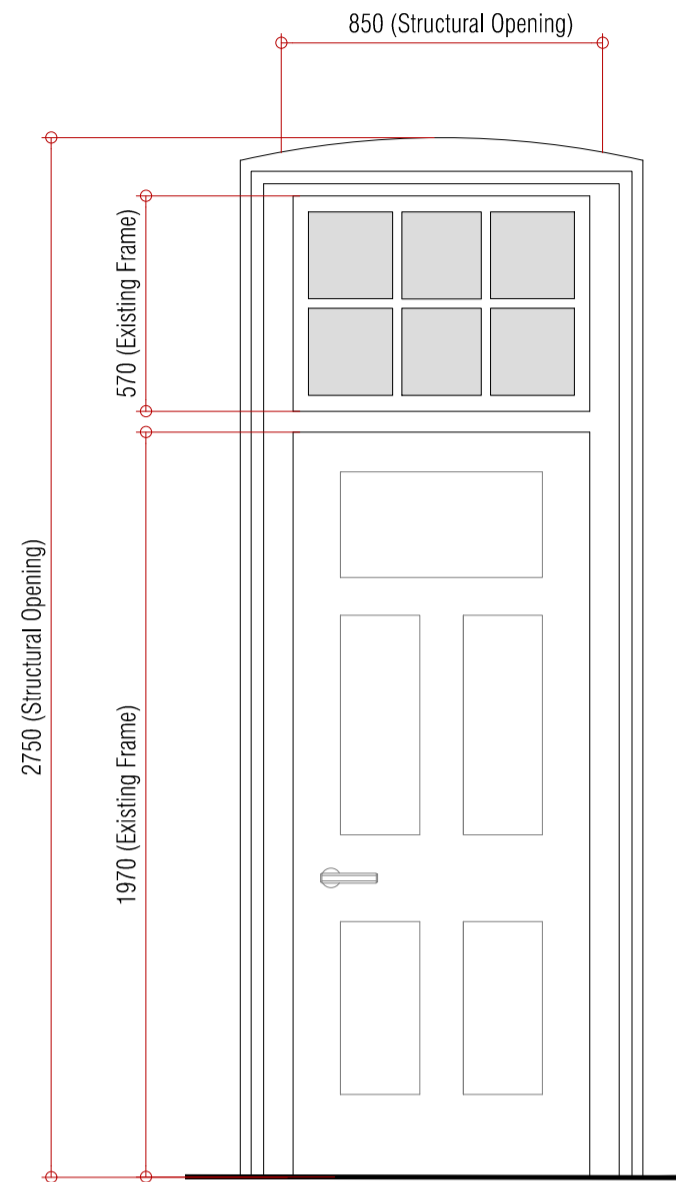 850 (Structural Opening)
570 (Existing Frame)
2750 (Structural Opening)
1970 (Existing Frame)